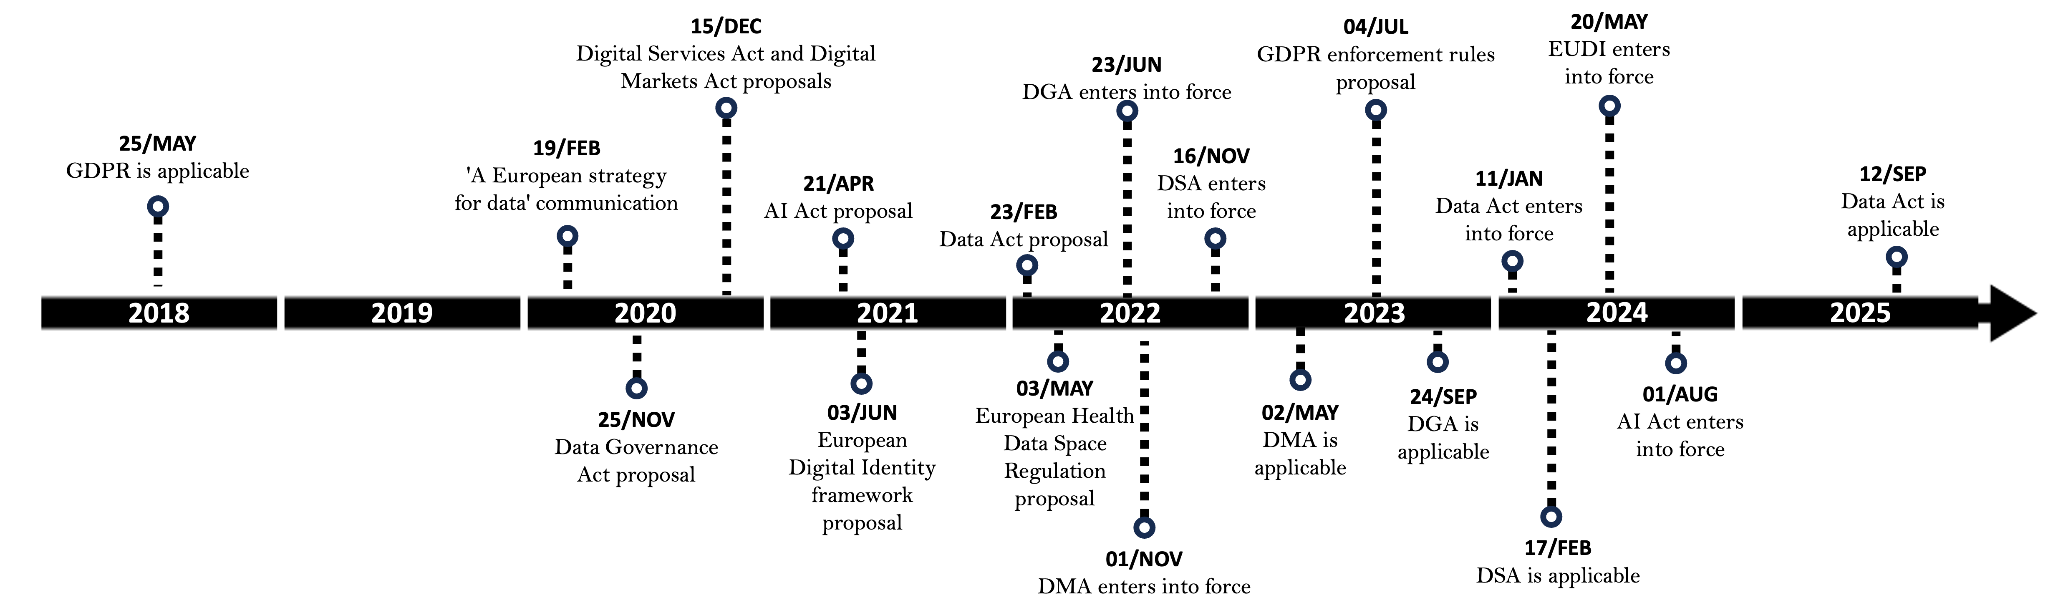 25/MAY
GDPR is applicable
19/FEB
'A European strategy
for data' communication
15/DEC
Digital Services Act and Digital
Markets Act proposals
21/APR
AI Act proposal
23/FEB
Data Act proposal
23/JUN
DGA enters into force
16/NOV
DSA enters
into force
04/JUL
GDPR enforcement rules
proposal
11/JAN
Data Act enters
into force
20/MAY
EUDI enters
into force
12/SEP
Data Act is
applicable
2018
2019
2020
2021
2022
2023
2024
2025
25/NOV
Data Governance
Act proposal
03/JUN
European
Digital Identity
framework
proposal
03/MAY
European Health
Data Space
Regulation
proposal
01/NOV
DMA enters into force
02/MAY
DMA is
applicable
24/SEP
DGA is
applicable
17/FEB
DSA is applicable
01/AUG
AI Act enters
into force